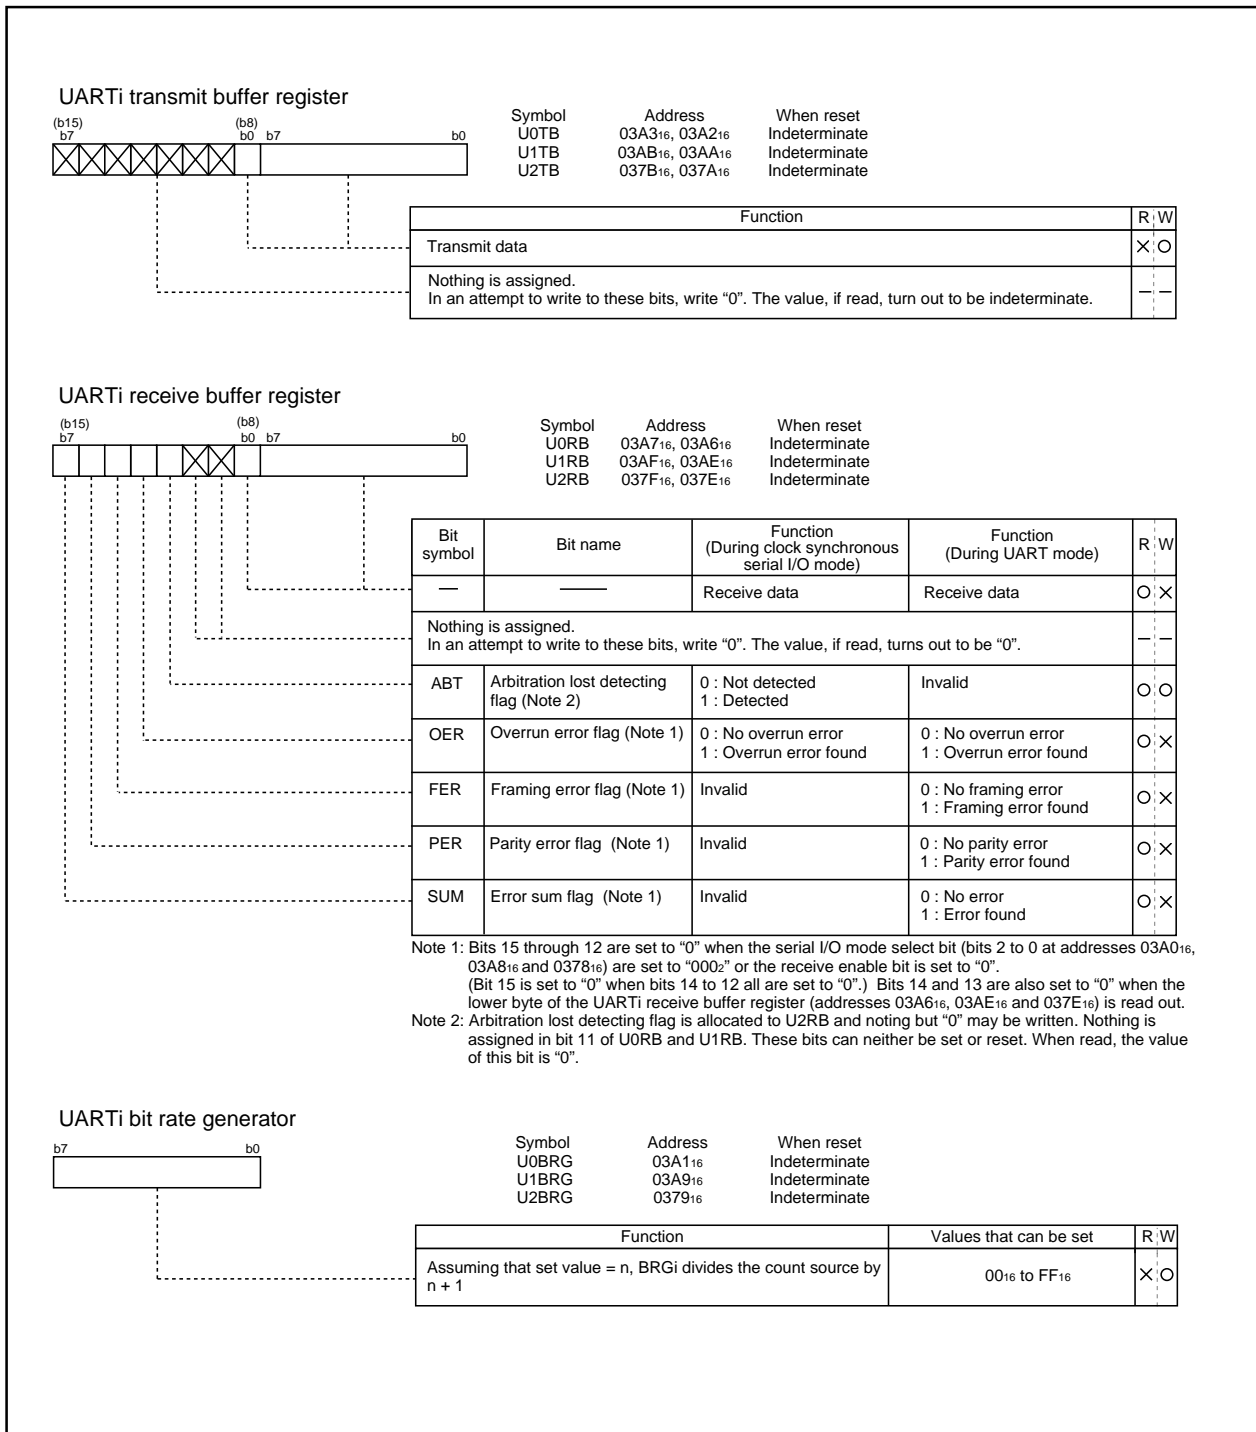 UARTi transmit buffer register
(b15) (b8)
b7 b0 b7 b0
Symbol Address When reset
U0TB 03A3₁₆, 03A2₁₆ Indeterminate
U1TB 03AB₁₆, 03AA₁₆ Indeterminate
U2TB 037B₁₆, 037A₁₆ Indeterminate
Function R W
Transmit data × O
Nothing is assigned.
In an attempt to write to these bits, write “0”. The value, if read, turn out to be indeterminate. — —
UARTi receive buffer register
(b15) (b8)
b7 b0 b7 b0
Symbol Address When reset
U0RB 03A7₁₆, 03A6₁₆ Indeterminate
U1RB 03AF₁₆, 03AE₁₆ Indeterminate
U2RB 037F₁₆, 037E₁₆ Indeterminate
Bit symbol Bit name Function (During clock synchronous serial I/O mode) Function (During UART mode) R W
— — Receive data Receive data O ×
Nothing is assigned.
In an attempt to write to these bits, write “0”. The value, if read, turns out to be “0”. — —
ABT Arbitration lost detecting flag (Note 2) 0 : Not detected 1 : Detected Invalid O O
OER Overrun error flag (Note 1) 0 : No overrun error 1 : Overrun error found 0 : No overrun error 1 : Overrun error found O ×
FER Framing error flag (Note 1) Invalid 0 : No framing error 1 : Framing error found O ×
PER Parity error flag (Note 1) Invalid 0 : No parity error 1 : Parity error found O ×
SUM Error sum flag (Note 1) Invalid 0 : No error 1 : Error found O ×
Note 1: Bits 15 through 12 are set to “0” when the serial I/O mode select bit (bits 2 to 0 at addresses 03A0₁₆,
03A8₁₆ and 0378₁₆) are set to “000₂” or the receive enable bit is set to “0”.
(Bit 15 is set to “0” when bits 14 to 12 all are set to “0”.) Bits 14 and 13 are also set to “0” when the
lower byte of the UARTi receive buffer register (addresses 03A6₁₆, 03AE₁₆ and 037E₁₆) is read out.
Note 2: Arbitration lost detecting flag is allocated to U2RB and noting but “0” may be written. Nothing is
assigned in bit 11 of U0RB and U1RB. These bits can neither be set or reset. When read, the value
of this bit is “0”.
UARTi bit rate generator
b7 b0
Symbol Address When reset
U0BRG 03A1₁₆ Indeterminate
U1BRG 03A9₁₆ Indeterminate
U2BRG 0379₁₆ Indeterminate
Function Values that can be set R W
Assuming that set value = n, BRGi divides the count source by
n + 1 00₁₆ to FF₁₆ × O